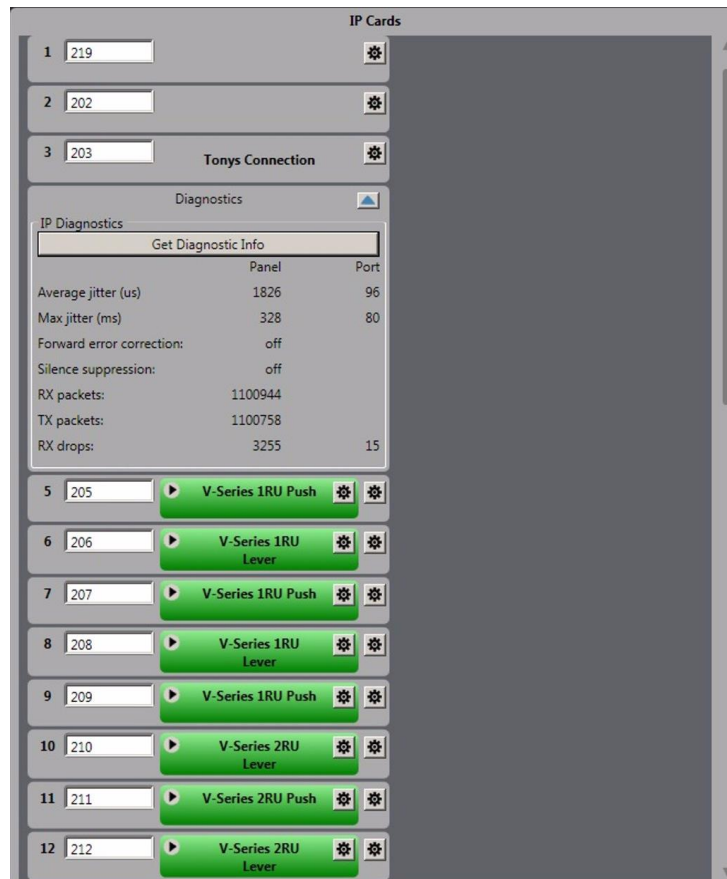 IP Cards
1 219
2 202
3 203 Tonys Connection
Diagnostics
IP Diagnostics
Get Diagnostic Info
Panel Port
Average jitter (us) 1826 96
Max jitter (ms) 328 80
Forward error correction: off
Silence suppression: off
RX packets: 1100944
TX packets: 1100758
RX drops: 3255 15
5 205 V-Series 1RU Push
6 206 V-Series 1RU
Lever
7 207 V-Series 1RU Push
8 208 V-Series 1RU
Lever
9 209 V-Series 1RU Push
10 210 V-Series 2RU
Lever
11 211 V-Series 2RU Push
12 212 V-Series 2RU
Lever